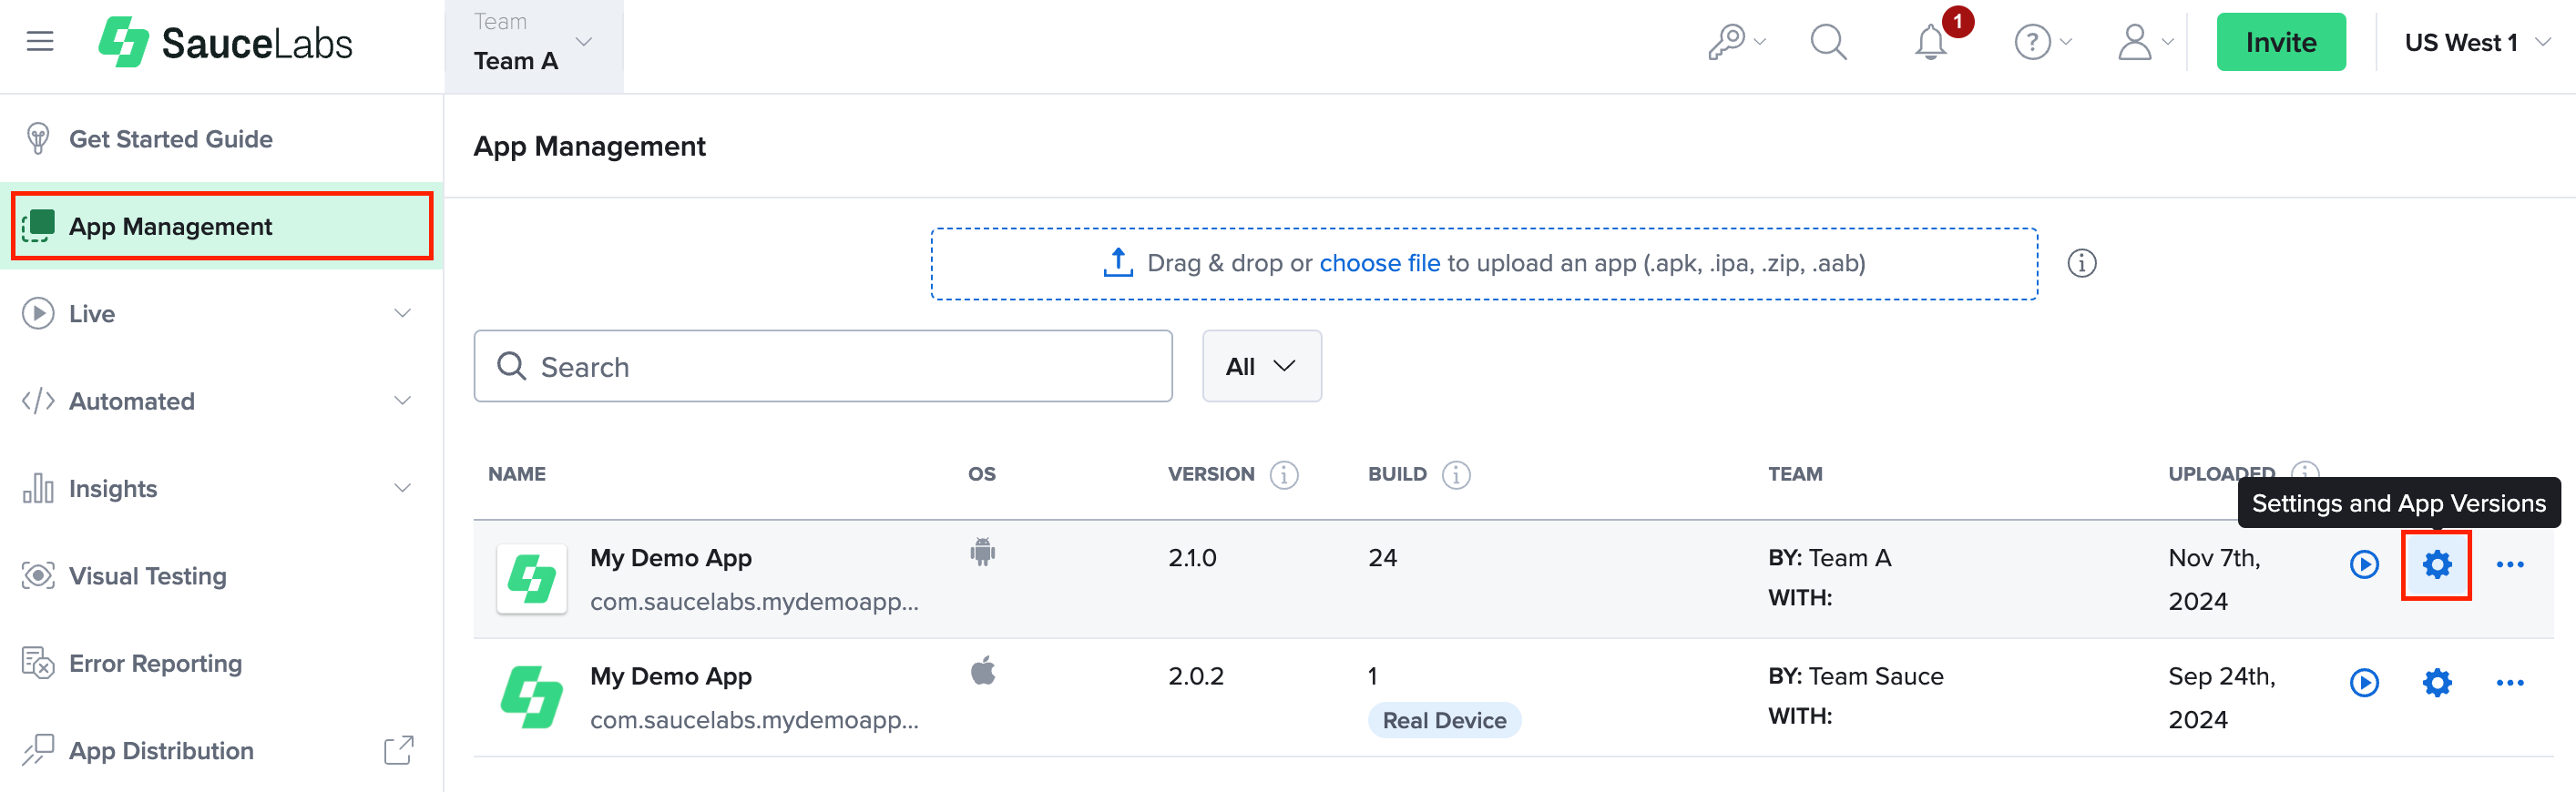 SauceLabs
Team
Team A
1
Invite
US West 1
Get Started Guide
App Management
Live
Automated
Insights
Visual Testing
Error Reporting
App Distribution
App Management
Drag & drop or choose file to upload an app (.apk, .ipa, .zip, .aab)
Search
All
NAME
OS
VERSION
BUILD
TEAM
UPLOADED
Settings and App Versions
My Demo App
com.saucelabs.mydemoapp...
2.1.0
24
BY: Team A
WITH:
Nov 7th,
2024
My Demo App
com.saucelabs.mydemoapp...
2.0.2
1
Real Device
BY: Team Sauce
WITH:
Sep 24th,
2024